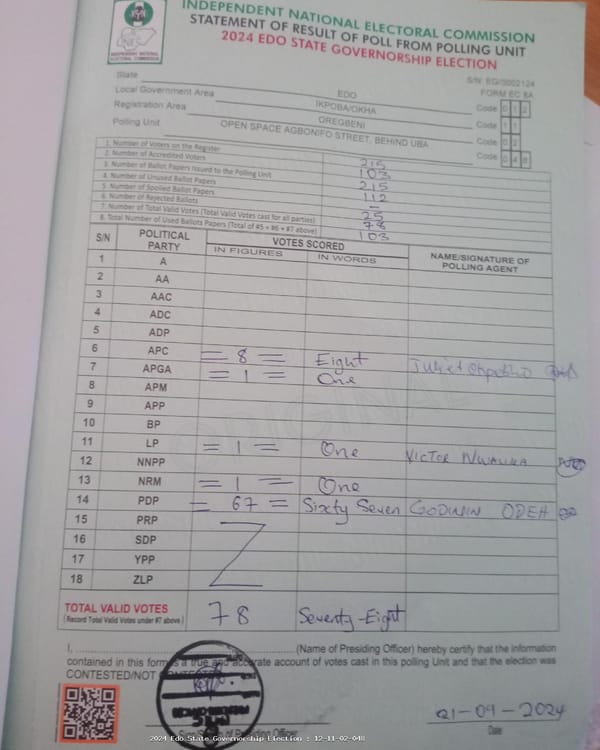 INDEPENDENT NATIONAL ELECTORAL COMMISSION
STATEMENT OF RESULT OF POLL FROM POLLING UNIT
2024 EDO STATE GOVERNORSHIP ELECTION
INDEPENDENT NATIONAL ELECTORAL COMMISSION
S/N: EG/0002124
FORM EC 8A
State EDO Code 0 1 2
Local Government Area IKPOBA/OKHA Code 1 1
Registration Area OREGBENI Code 0 2
Polling Unit OPEN SPACE AGBONIFO STREET, BEHIND UBA Code 0 4 8
1. Number of Voters on the Register 215
2. Number of Accredited Voters 103
3. Number of Ballot Papers Issued to the Polling Unit 215
4. Number of Unused Ballot Papers 112
5. Number of Spoiled Ballot Papers –
6. Number of Rejected Ballots 25
7. Number of Total Valid Votes (Total Valid Votes cast for all parties) 78
8. Total Number of Used Ballots Papers (Total of #5 + #6 + #7 above) 103
S/N POLITICAL PARTY VOTES SCORED NAME/SIGNATURE OF POLLING AGENT
IN FIGURES IN WORDS
1 A
2 AA
3 AAC
4 ADC
5 ADP
6 APC = 8 = Eight
7 APGA = 1 = One
8 APM
9 APP
10 BP
11 LP = 1 = One VICTOR
12 NNPP
13 NRM = 1 = One
14 PDP = 67 = Sixty Seven GODWIN ODEH
15 PRP
16 SDP
17 YPP
18 ZLP
TOTAL VALID VOTES 78 Seventy-Eight
(Record Total Valid Votes under #7 above)
I, (Name of Presiding Officer) hereby certify that the information
contained in this form is a true and accurate account of votes cast in this polling Unit and that the election was
CONTESTED/NOT CONTESTED
of Presiding Officer
21-09-2024
Date
2024 Edo State Governorship Election : 12-11-02-048